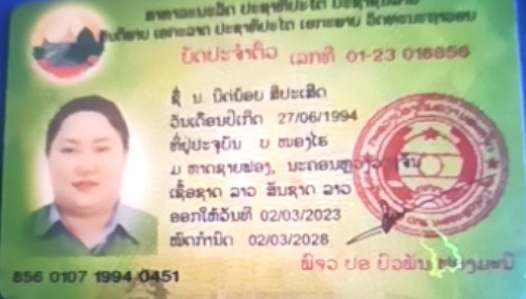 ສາທາລະນະລັດ ປະຊາທິປະໄຕ ປະຊາຊົນລາວ
ສັນຕິພາບ ເອກະລາດ ປະຊາທິປະໄຕ ເອກະພາບ ວັດທະນະຖາວອນ
ບັດປະຈຳຕົວ ເລກທີ 01-23 016856
ຊື່ ນ. ນິດນ້ອຍ ສີປະເສີດ
ວັນເດືອນປີເກີດ 27/06/1994
ທີ່ຢູ່ປະຈຸບັນ ບ ໜອງໄຮ
ມ ຫາດຊາຍຟອງ, ນະຄອນຫຼວງວຽງຈັນ
ເຊື້ອຊາດ ລາວ ສັນຊາດ ລາວ
ອອກໃຫ້ວັນທີ 02/03/2023
ໝົດກຳນົດ 02/03/2028
856 0107 1994 0451
ພັຈວ ປອ ບົວພັນ